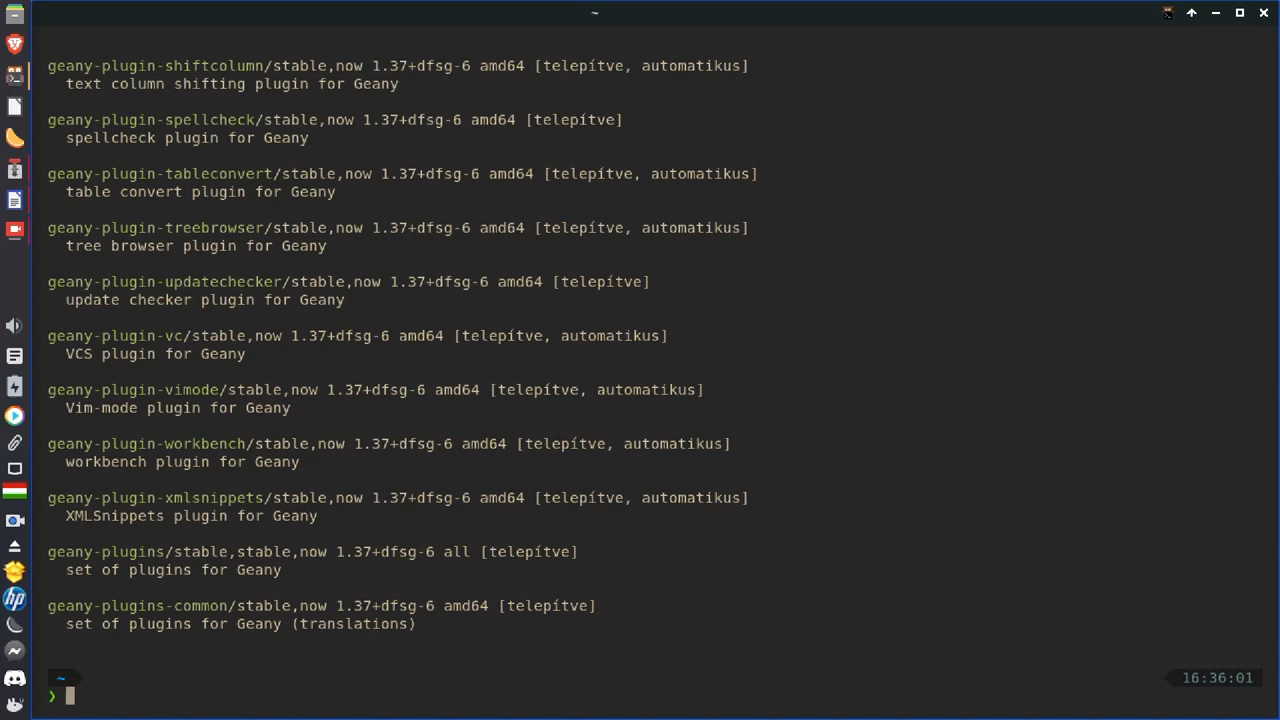 ~
geany-plugin-shiftcolumn/stable,now 1.37+dfsg-6 amd64 [telepítve, automatikus]
text column shifting plugin for Geany
geany-plugin-spellcheck/stable,now 1.37+dfsg-6 amd64 [telepítve]
spellcheck plugin for Geany
geany-plugin-tableconvert/stable,now 1.37+dfsg-6 amd64 [telepítve, automatikus]
table convert plugin for Geany
geany-plugin-treebrowser/stable,now 1.37+dfsg-6 amd64 [telepítve, automatikus]
tree browser plugin for Geany
geany-plugin-updatechecker/stable,now 1.37+dfsg-6 amd64 [telepítve]
update checker plugin for Geany
geany-plugin-vc/stable,now 1.37+dfsg-6 amd64 [telepítve, automatikus]
VCS plugin for Geany
geany-plugin-vimode/stable,now 1.37+dfsg-6 amd64 [telepítve, automatikus]
Vim-mode plugin for Geany
geany-plugin-workbench/stable,now 1.37+dfsg-6 amd64 [telepítve, automatikus]
workbench plugin for Geany
geany-plugin-xmlsnippets/stable,now 1.37+dfsg-6 amd64 [telepítve, automatikus]
XMLSnippets plugin for Geany
geany-plugins/stable,stable,now 1.37+dfsg-6 all [telepítve]
set of plugins for Geany
geany-plugins-common/stable,now 1.37+dfsg-6 amd64 [telepítve]
set of plugins for Geany (translations)
hp
~ 16:36:01
❯